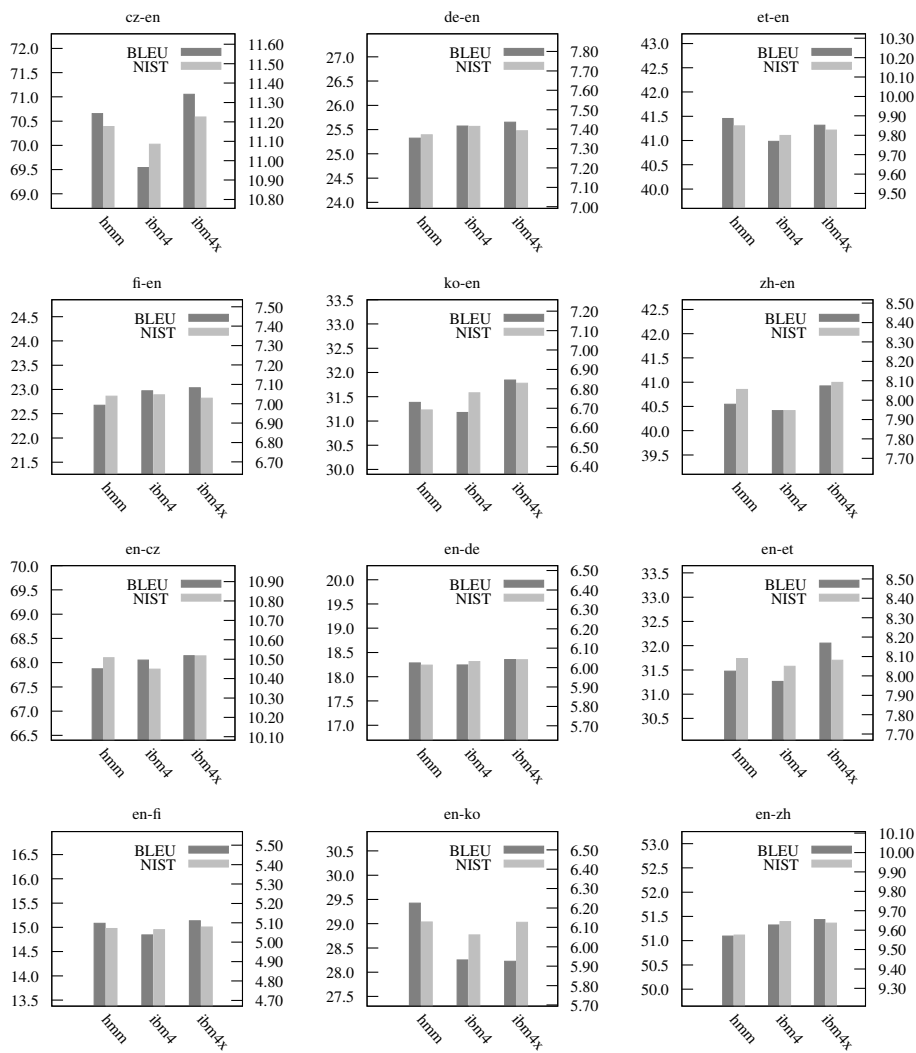 cz-en
72.0
71.5
71.0
70.5
70.0
69.5
69.0
BLEU
NIST
11.60
11.50
11.40
11.30
11.20
11.10
11.00
10.90
10.80
hmm
ibm4
ibm4x
de-en
27.0
26.5
26.0
25.5
25.0
24.5
24.0
BLEU
NIST
7.80
7.70
7.60
7.50
7.40
7.30
7.20
7.10
7.00
hmm
ibm4
ibm4x
et-en
43.0
42.5
42.0
41.5
41.0
40.5
40.0
BLEU
NIST
10.30
10.20
10.10
10.00
9.90
9.80
9.70
9.60
9.50
hmm
ibm4
ibm4x
fi-en
24.5
24.0
23.5
23.0
22.5
22.0
21.5
BLEU
NIST
7.50
7.40
7.30
7.20
7.10
7.00
6.90
6.80
6.70
hmm
ibm4
ibm4x
ko-en
33.5
33.0
32.5
32.0
31.5
31.0
30.5
30.0
BLEU
NIST
7.20
7.10
7.00
6.90
6.80
6.70
6.60
6.50
6.40
hmm
ibm4
ibm4x
zh-en
42.5
42.0
41.5
41.0
40.5
40.0
39.5
BLEU
NIST
8.50
8.40
8.30
8.20
8.10
8.00
7.90
7.80
7.70
hmm
ibm4
ibm4x
en-cz
70.0
69.5
69.0
68.5
68.0
67.5
67.0
66.5
BLEU
NIST
10.90
10.80
10.70
10.60
10.50
10.40
10.30
10.20
10.10
hmm
ibm4
ibm4x
en-de
20.0
19.5
19.0
18.5
18.0
17.5
17.0
BLEU
NIST
6.50
6.40
6.30
6.20
6.10
6.00
5.90
5.80
5.70
hmm
ibm4
ibm4x
en-et
33.5
33.0
32.5
32.0
31.5
31.0
30.5
BLEU
NIST
8.50
8.40
8.30
8.20
8.10
8.00
7.90
7.80
7.70
hmm
ibm4
ibm4x
en-fi
16.5
16.0
15.5
15.0
14.5
14.0
13.5
BLEU
NIST
5.50
5.40
5.30
5.20
5.10
5.00
4.90
4.80
4.70
hmm
ibm4
ibm4x
en-ko
30.5
30.0
29.5
29.0
28.5
28.0
27.5
BLEU
NIST
6.50
6.40
6.30
6.20
6.10
6.00
5.90
5.80
5.70
hmm
ibm4
ibm4x
en-zh
53.0
52.5
52.0
51.5
51.0
50.5
50.0
BLEU
NIST
10.10
10.00
9.90
9.80
9.70
9.60
9.50
9.40
9.30
hmm
ibm4
ibm4x